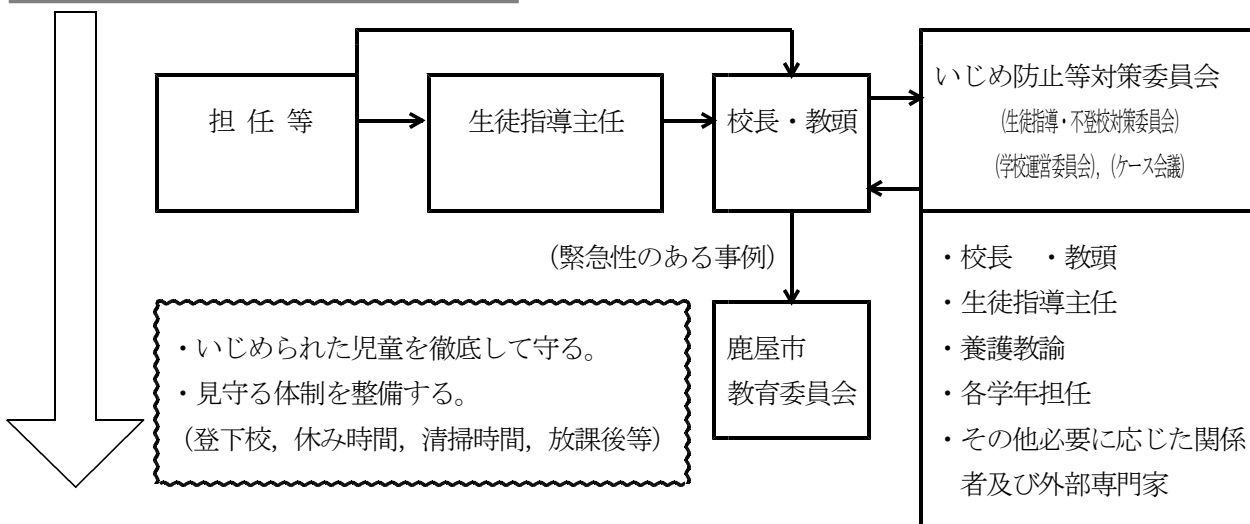 担 任 等
生徒指導主任
校長・教頭
いじめ防止等対策委員会
(生徒指導・不登校対策委員会)
(学校運営委員会),(ケース会議)
(緊急性のある事例)
・いじめられた児童を徹底して守る。
・見守る体制を整備する。
(登下校,休み時間,清掃時間,放課後等)
鹿屋市
教育委員会
・校長 ・教頭
・生徒指導主任
・養護教諭
・各学年担任
・その他必要に応じた関係
者及び外部専門家